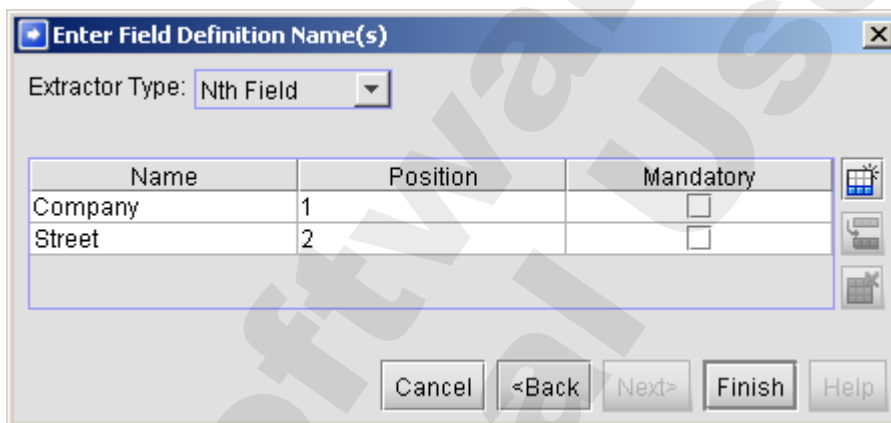 Enter Field Definition Name(s)
Extractor Type: Nth Field
Name Position Mandatory
Company 1
Street 2
Cancel <Back Next> Finish Help